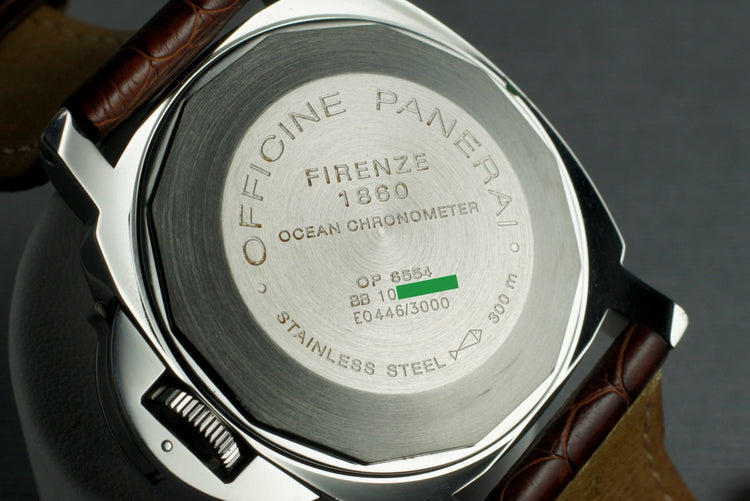 OFFICINE PANERAI
FIRENZE
1860
OCEAN CHRONOMETER
OP 6554
BB 10
E0446/3000
STAINLESS STEEL
300 m